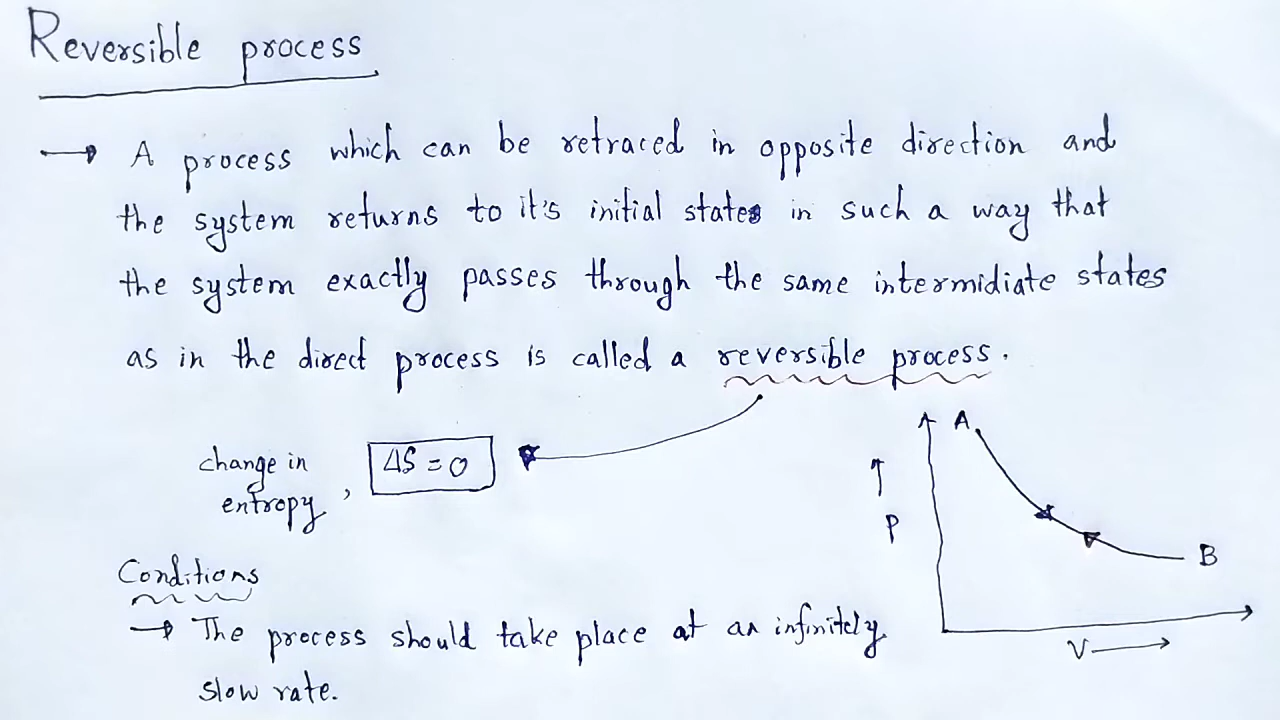 Reversible process
→ A process which can be retraced in opposite direction and
the system returns to it's initial states in such a way that
the system exactly passes through the same intermidiate states
as in the direct process is called a reversible process.
change in
entropy, ΔS = 0
A
↑
P
B
V →
Conditions
→ The process should take place at an infinitely
slow rate.